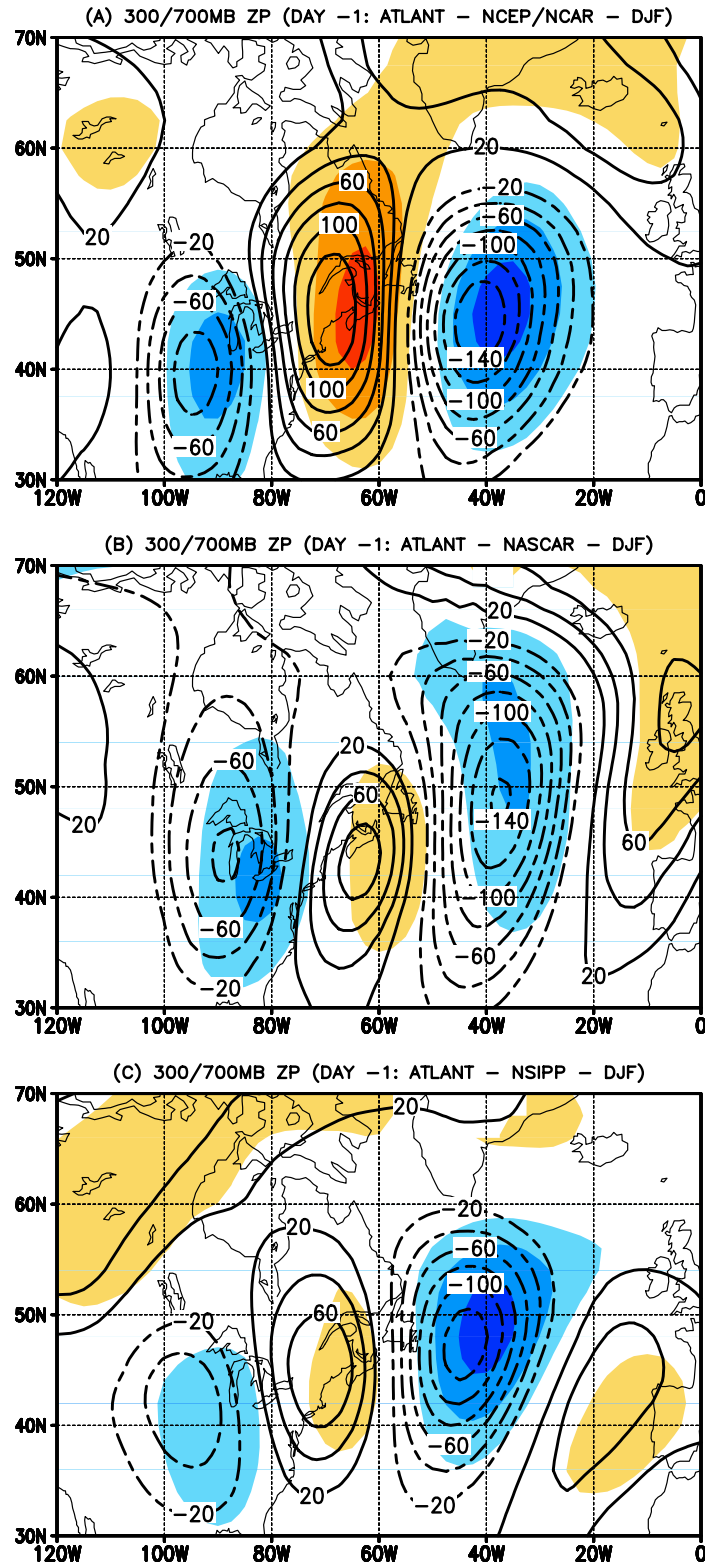 (A) 300/700MB ZP (DAY −1: ATLANT − NCEP/NCAR − DJF)
70N
60N
20
60
−20
−60
100
−100
20
−20
50N
−60
40N
−140
100
−100
60
−60
−60
30N
120W 100W 80W 60W 40W 20W 0
(B) 300/700MB ZP (DAY −1: ATLANT − NASCAR − DJF)
70N
20
−20
60N
−60
−100
20
−60
50N
60
20
−140
60
40N
−100
−60
−60
20
−20
30N
120W 100W 80W 60W 40W 20W 0
(C) 300/700MB ZP (DAY −1: ATLANT − NSIPP − DJF)
70N
20
60N
−20
20
−60
−100
50N
60
−20
40N
−60
20
−20
−20
30N
120W 100W 80W 60W 40W 20W 0